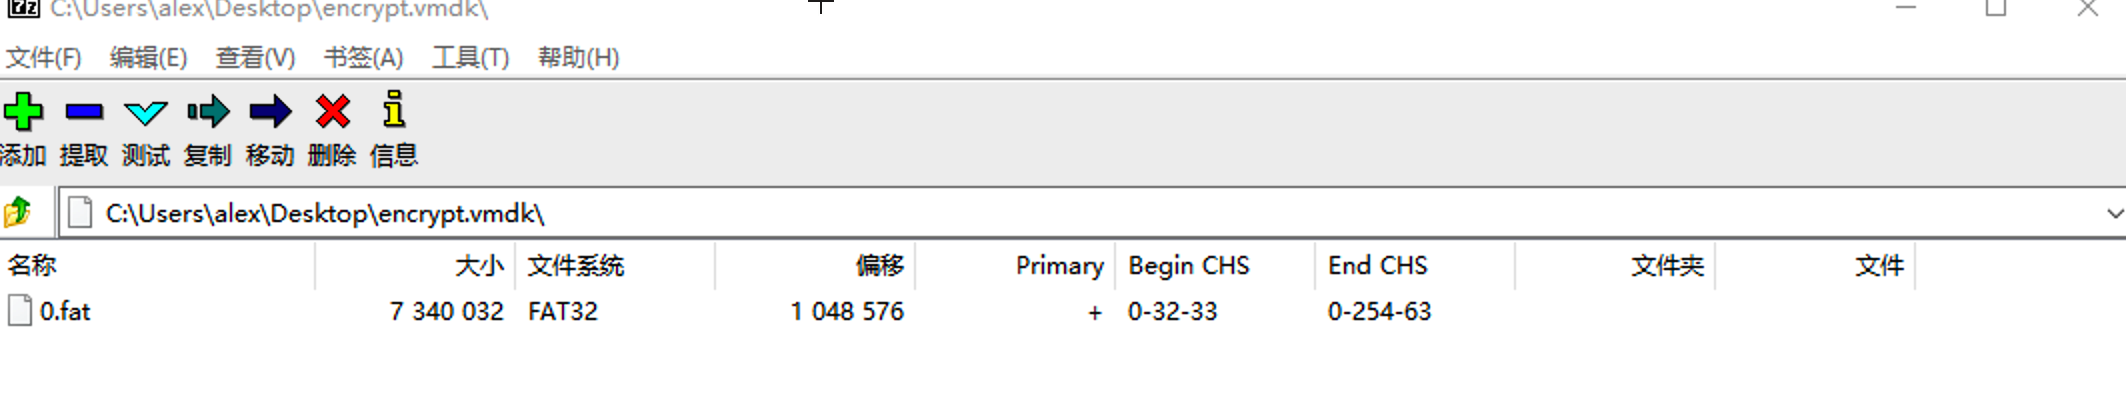 C:\Users\alex\Desktop\encrypt.vmdk\
文件(F) 编辑(E) 查看(V) 书签(A) 工具(T) 帮助(H)
添加 提取 测试 复制 移动 删除 信息
C:\Users\alex\Desktop\encrypt.vmdk\
名称 大小 文件系统 偏移 Primary Begin CHS End CHS 文件夹 文件
0.fat 7 340 032 FAT32 1 048 576 + 0-32-33 0-254-63